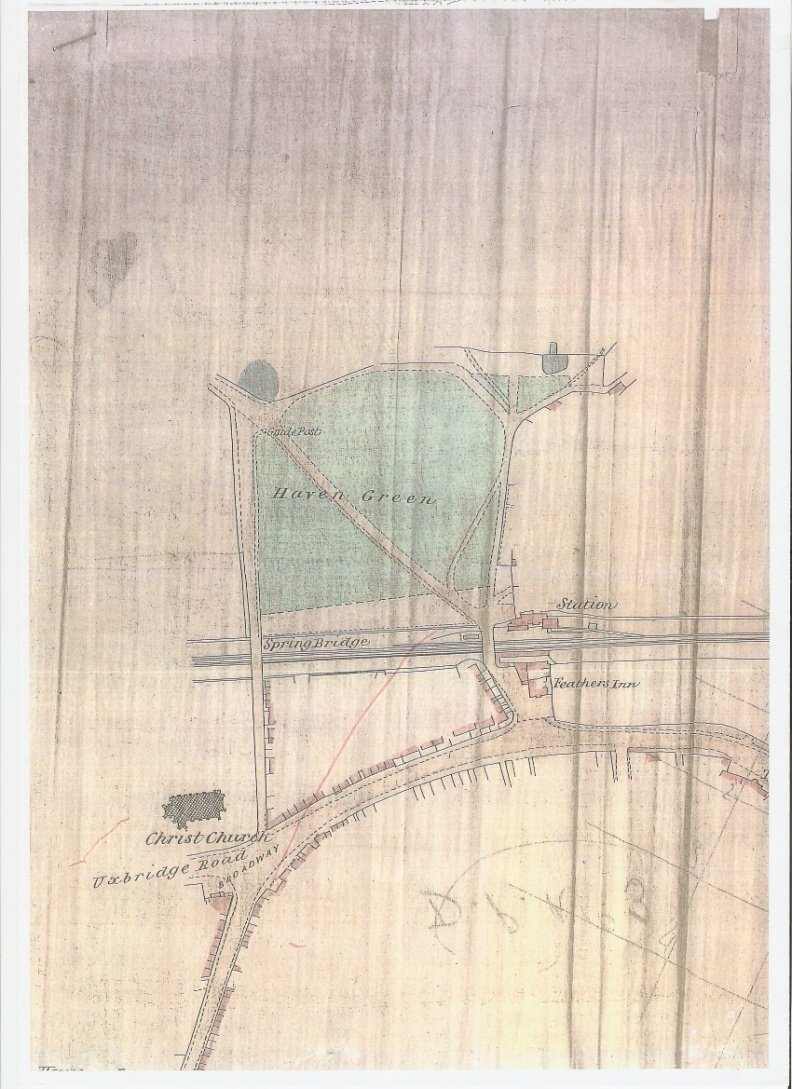 Guide Post
Haven Green
Station
Spring Bridge
Feathers Inn
Christ Church
Uxbridge Road
BROADWAY